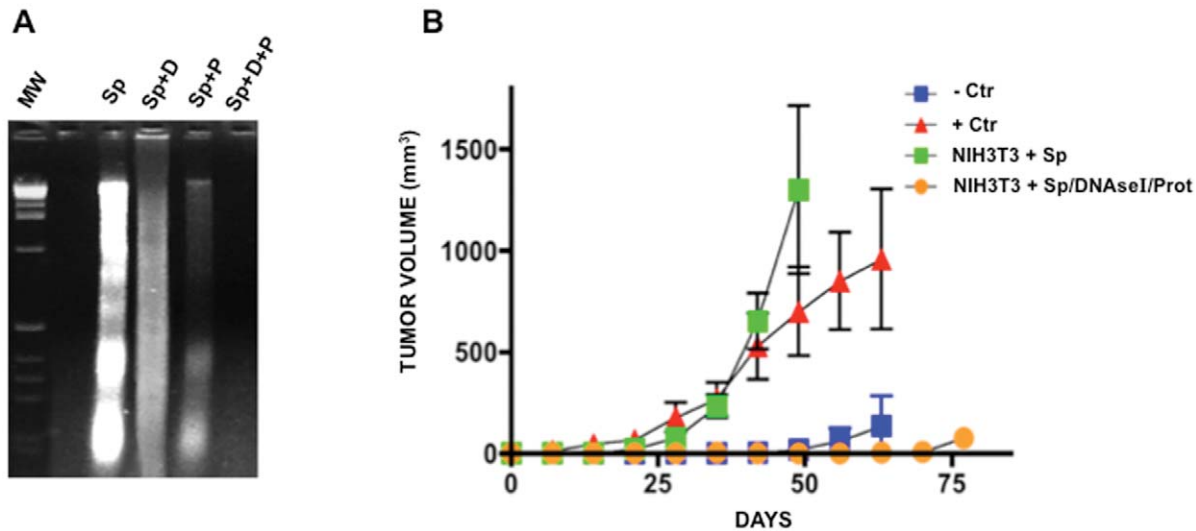 A
B
MW
Sp
Sp+D
Sp+P
Sp+D+P
TUMOR VOLUME (mm³)
1500
1000
500
0
0
25
50
75
DAYS
- Ctr
+ Ctr
NIH3T3 + Sp
NIH3T3 + Sp/DNAseI/Prot